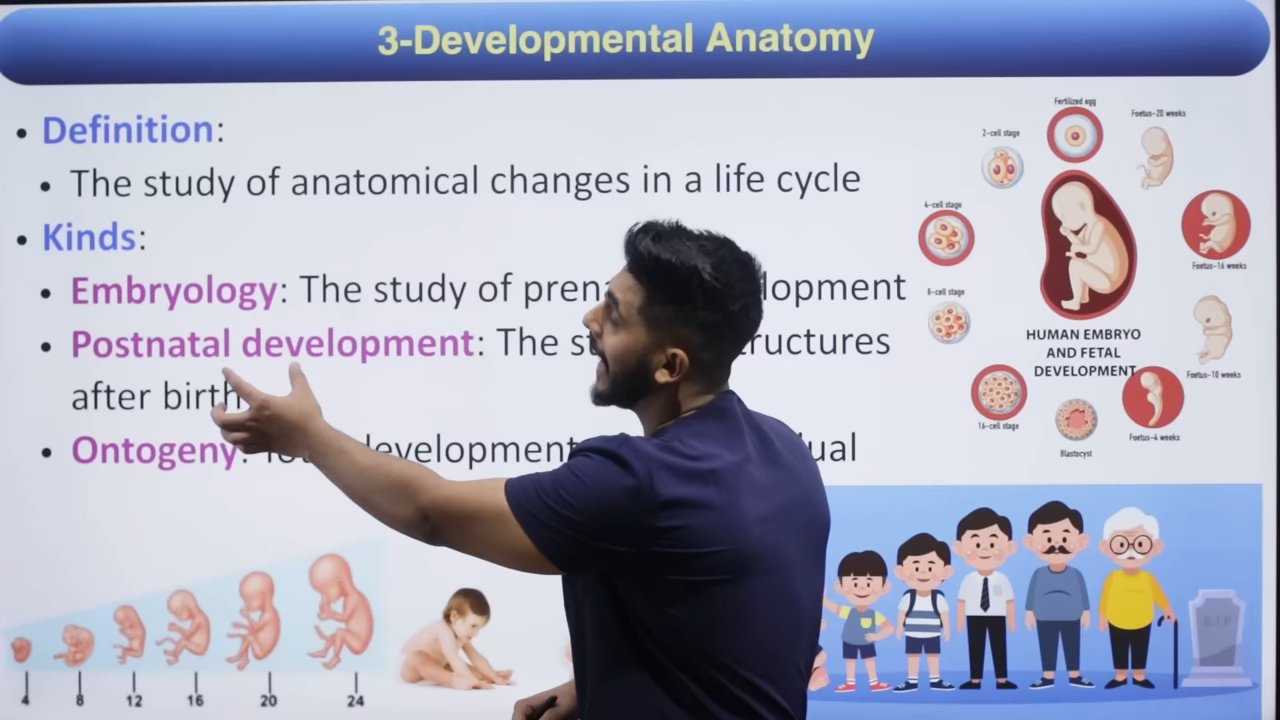 3-Developmental Anatomy
• Definition:
• The study of anatomical changes in a life cycle
• Kinds:
• Embryology: The study of pren lopment
• Postnatal development: The st ructures
after birth
• Ontogeny: development ual
Fertilized egg
2-cell stage
Foetus-20 weeks
4-cell stage
Foetus-16 weeks
8-cell stage
HUMAN EMBRYO
AND FETAL
DEVELOPMENT
Foetus-10 weeks
16-cell stage
Foetus-4 weeks
Blastocyst
4 8 12 16 20 24
R.I.P